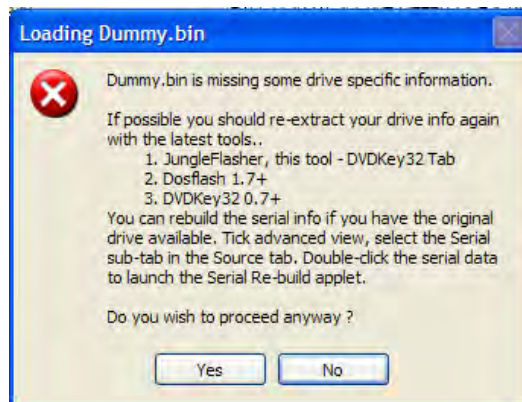 Loading Dummy.bin
Dummy.bin is missing some drive specific information.
If possible you should re-extract your drive info again
with the latest tools..
1. JungleFlasher, this tool - DVDKey32 Tab
2. Dosflash 1.7+
3. DVDKey32 0.7+
You can rebuild the serial info if you have the original
drive available. Tick advanced view, select the Serial
sub-tab in the Source tab. Double-click the serial data
to launch the Serial Re-build applet.
Do you wish to proceed anyway ?
Yes
No